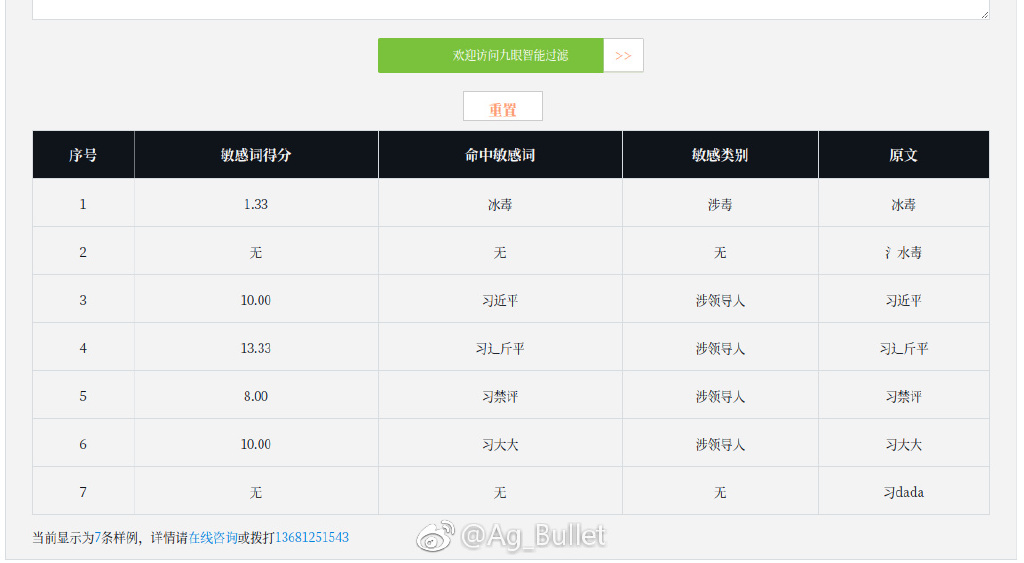 欢迎访问九眼智能过滤 >>
重置
序号 敏感词得分 命中敏感词 敏感类别 原文
1 1.33 冰毒 涉毒 冰毒
2 无 无 无 氵水毒
3 10.00 习近平 涉领导人 习近平
4 13.33 习辶斤平 涉领导人 习辶斤平
5 8.00 习禁评 涉领导人 习禁评
6 10.00 习大大 涉领导人 习大大
7 无 无 无 习dada
当前显示为7条样例，详情请在线咨询或拨打13681251543
@Ag_Bullet